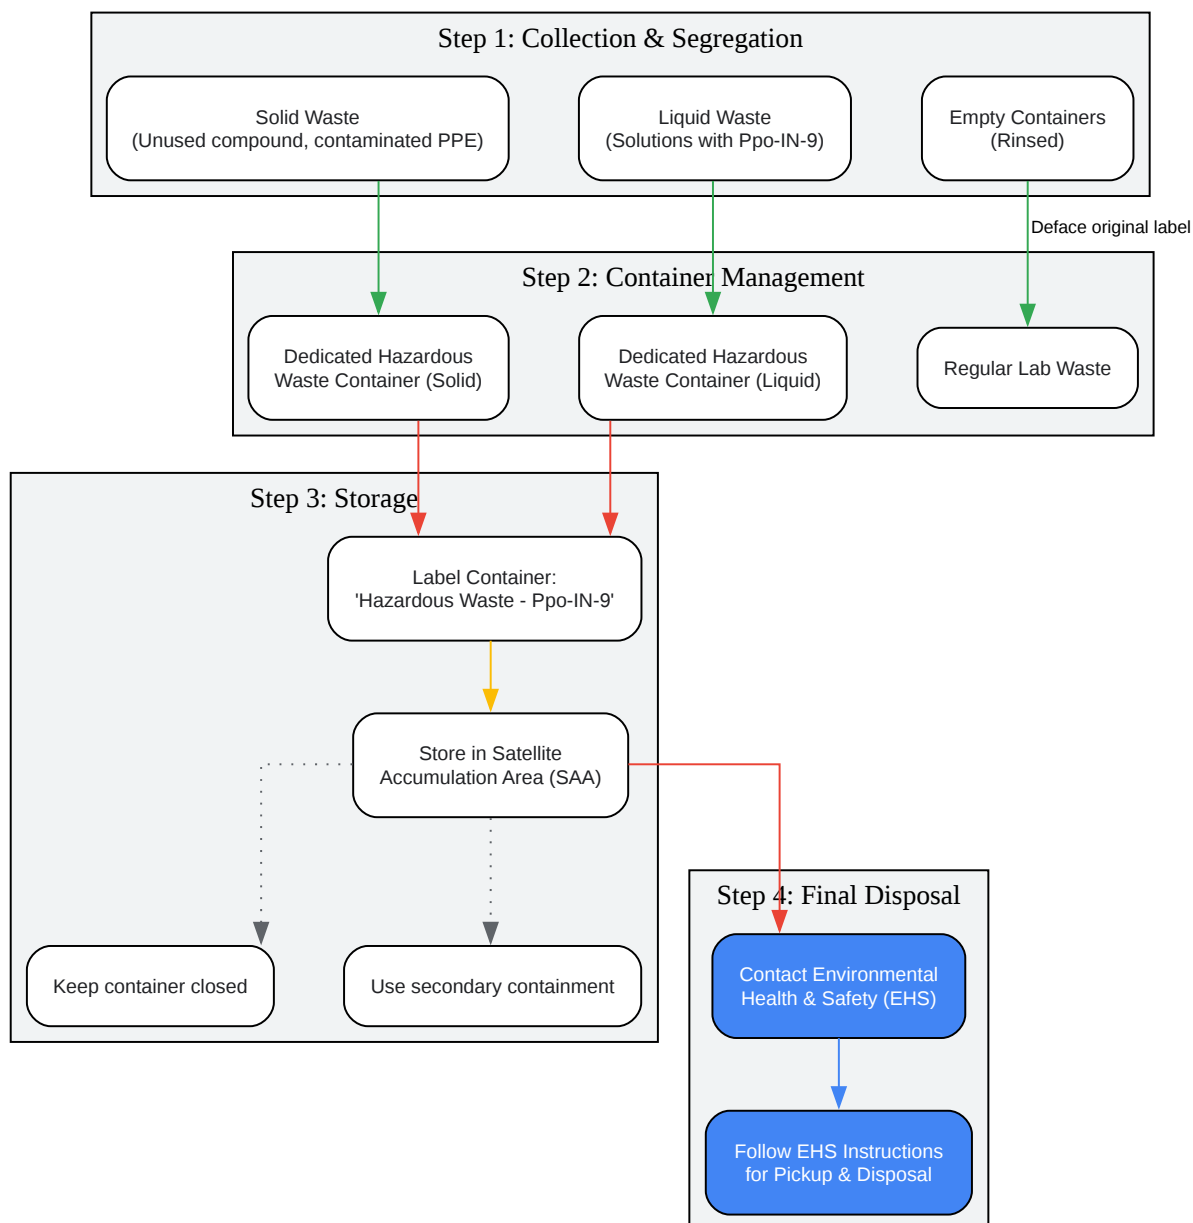 Step 1: Collection & Segregation
Solid Waste
(Unused compound, contaminated PPE)
Liquid Waste
(Solutions with Ppo-IN-9)
Empty Containers
(Rinsed)
Deface original label
Step 2: Container Management
Dedicated Hazardous
Waste Container (Solid)
Dedicated Hazardous
Waste Container (Liquid)
Regular Lab Waste
Step 3: Storage
Label Container:
'Hazardous Waste - Ppo-IN-9'
Store in Satellite
Accumulation Area (SAA)
Keep container closed
Use secondary containment
Step 4: Final Disposal
Contact Environmental
Health & Safety (EHS)
Follow EHS Instructions
for Pickup & Disposal